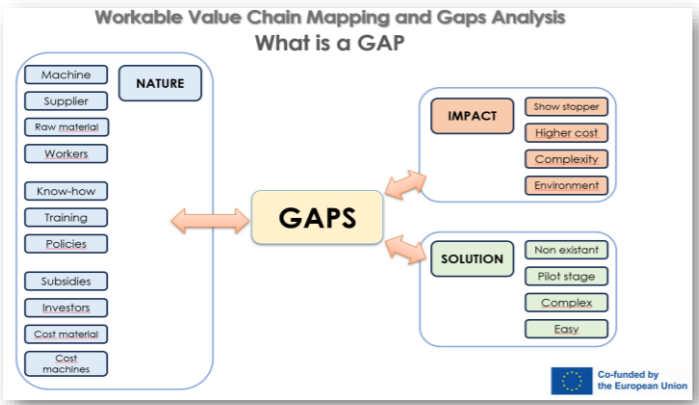 Workable Value Chain Mapping and Gaps Analysis
What is a GAP
NATURE
Machine
Supplier
Raw material
Workers
Know-how
Training
Policies
Subsidies
Investors
Cost material
Cost
machines
GAPS
IMPACT
Show stopper
Higher cost
Complexity
Environment
SOLUTION
Non existant
Pilot stage
Complex
Easy
Co-funded by
the European Union